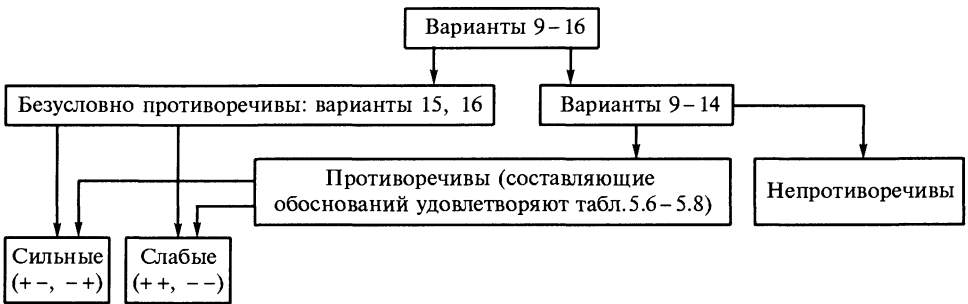 Варианты 9–16
Безусловно противоречивы: варианты 15, 16
Варианты 9–14
Противоречивы (составляющие
обоснований удовлетворяют табл.5.6–5.8)
Непротиворечивы
Сильные
(+–, –+)
Слабые
(++, ––)